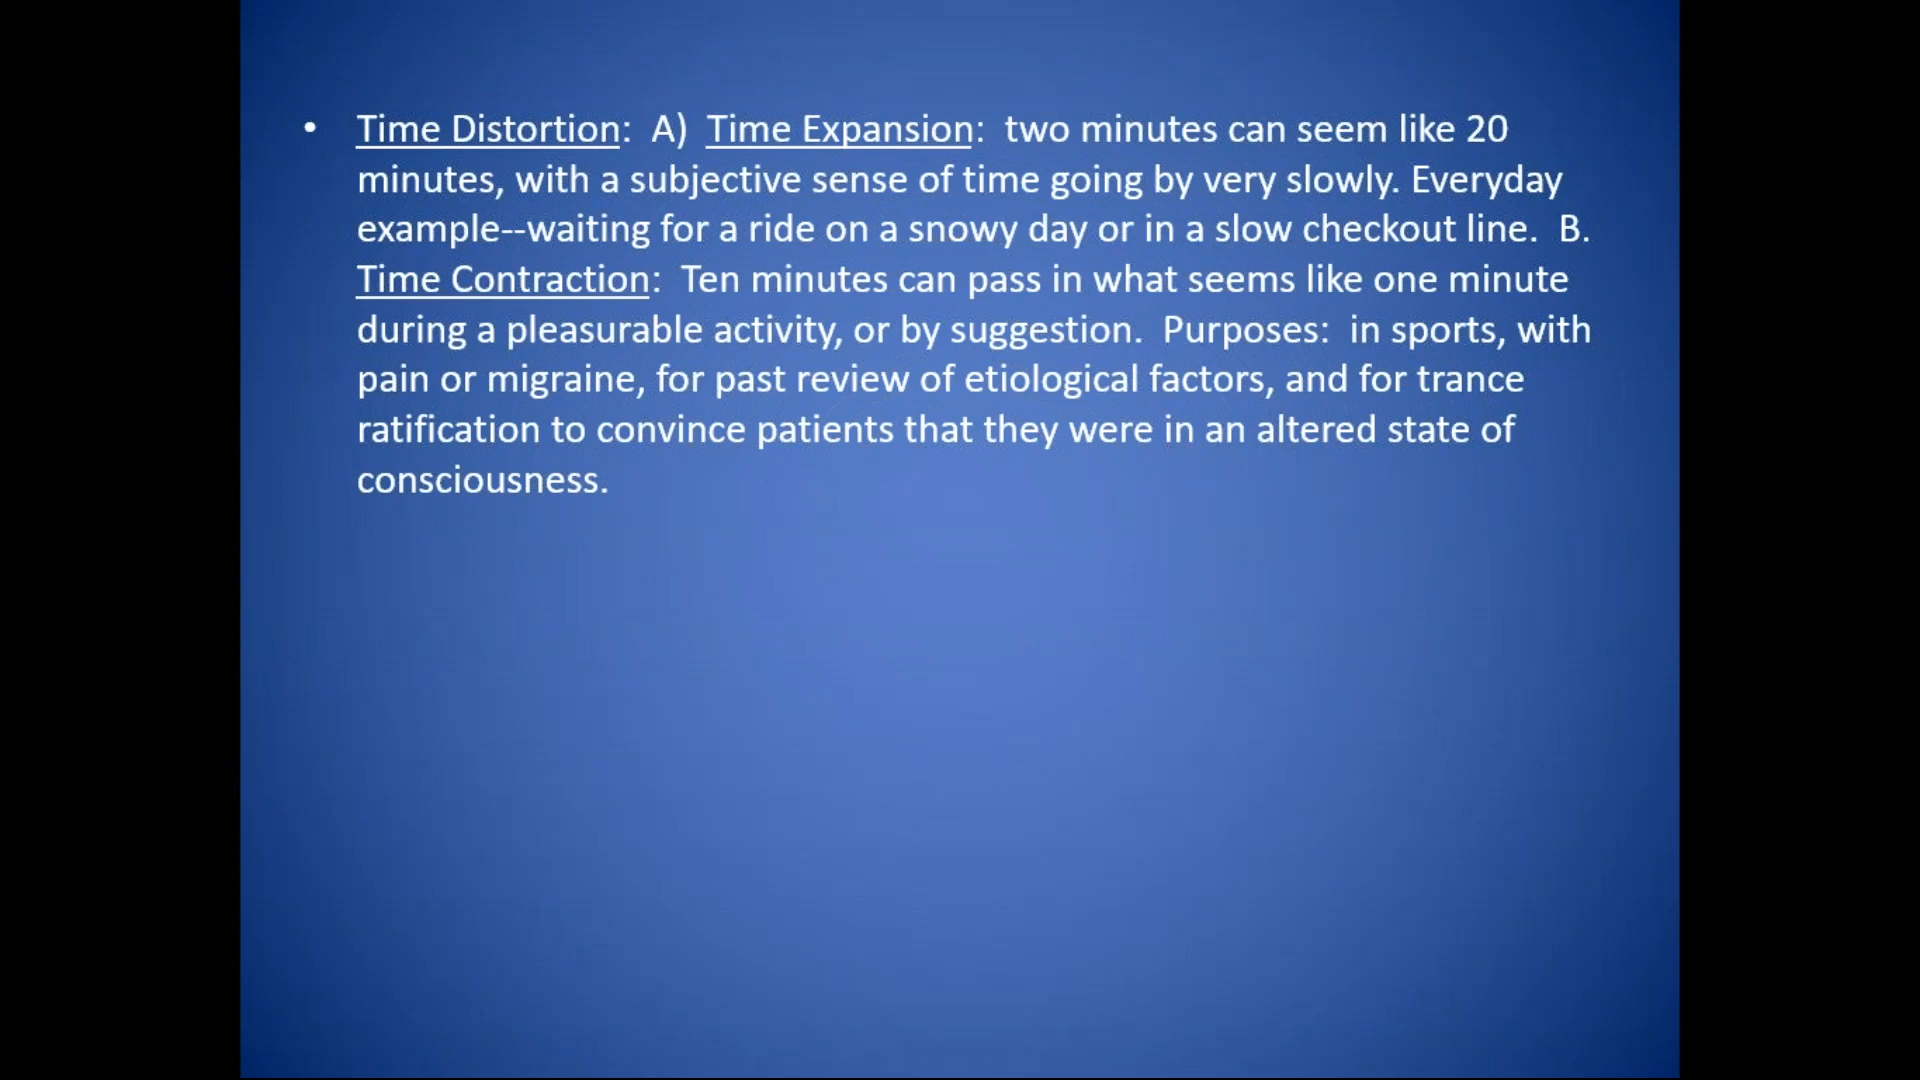 • Time Distortion:  A)  Time Expansion:  two minutes can seem like 20
minutes, with a subjective sense of time going by very slowly. Everyday
example--waiting for a ride on a snowy day or in a slow checkout line.  B.
Time Contraction:  Ten minutes can pass in what seems like one minute
during a pleasurable activity, or by suggestion.  Purposes:  in sports, with
pain or migraine, for past review of etiological factors, and for trance
ratification to convince patients that they were in an altered state of
consciousness.